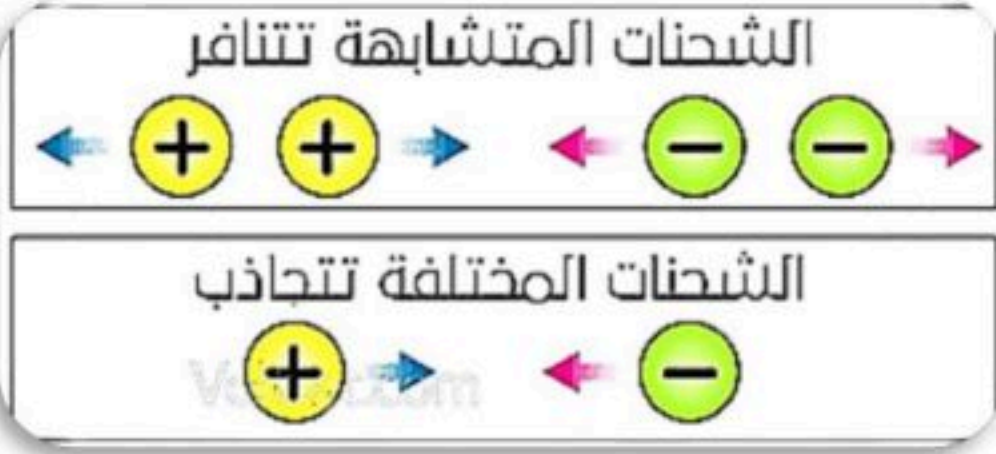 الشحنات المتشابهة تتنافر
+ + − −
الشحنات المختلفة تتجاذب
+ −